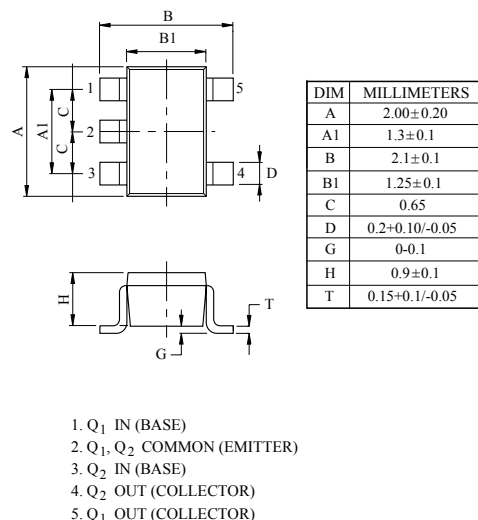 B
B1
1
5
C
A
A1
2
C
3
4
D
DIM MILLIMETERS
A 2.00±0.20
A1 1.3±0.1
B 2.1±0.1
B1 1.25±0.1
C 0.65
D 0.2+0.10/-0.05
G 0-0.1
H 0.9±0.1
T 0.15+0.1/-0.05
H
T
G
1. Q1 IN (BASE)
2. Q1, Q2 COMMON (EMITTER)
3. Q2 IN (BASE)
4. Q2 OUT (COLLECTOR)
5. Q1 OUT (COLLECTOR)